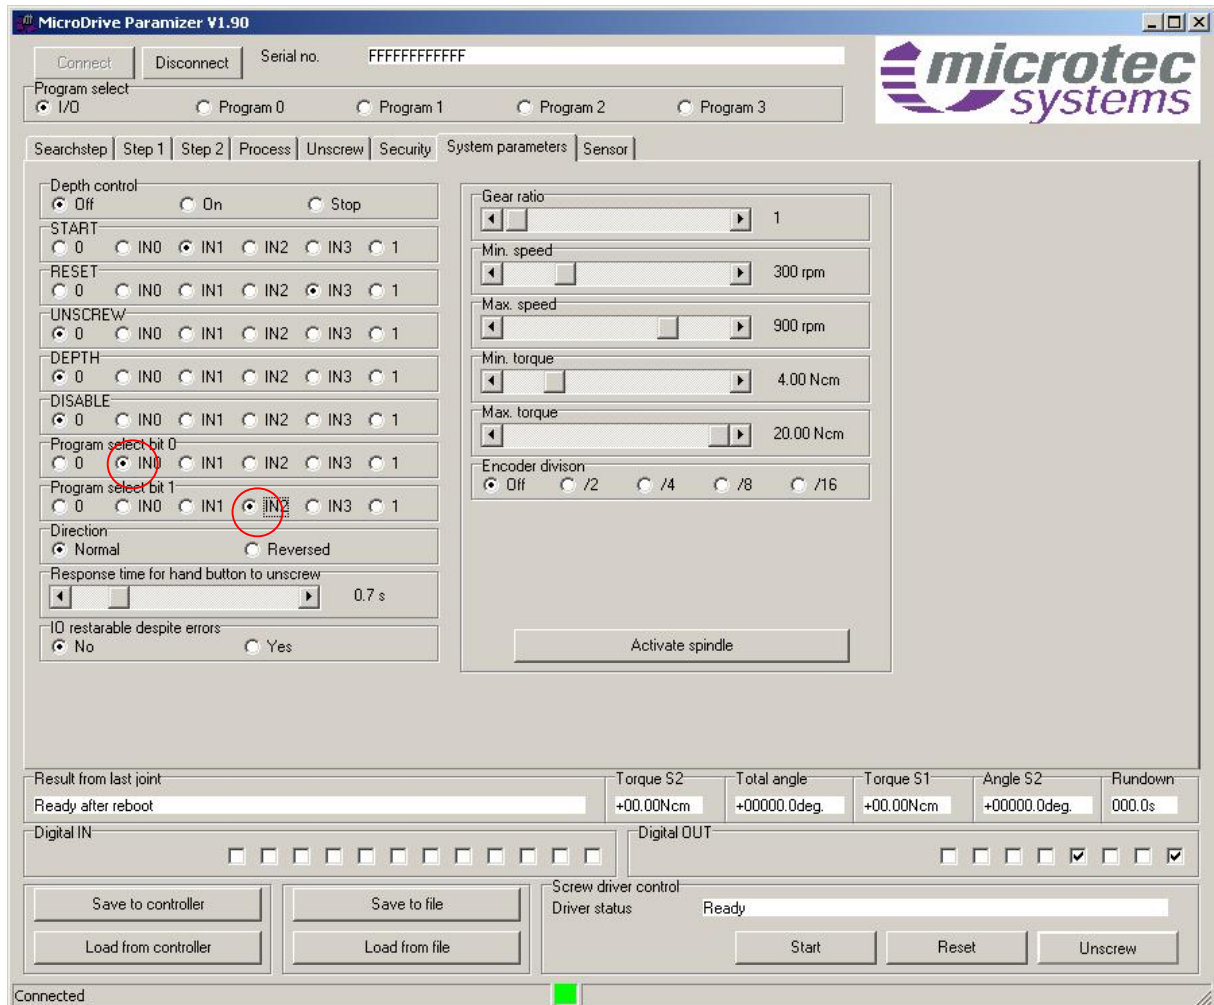 MicroDrive Paramizer V1.90
Connect Disconnect Serial no. FFFFFFFFFFFF
microtec
systems
Program select
I/O Program 0 Program 1 Program 2 Program 3
Searchstep Step 1 Step 2 Process Unscrew Security System parameters Sensor
Depth control
Off On Stop
START
0 IN0 IN1 IN2 IN3 1
RESET
0 IN0 IN1 IN2 IN3 1
UNSCREW
0 IN0 IN1 IN2 IN3 1
DEPTH
0 IN0 IN1 IN2 IN3 1
DISABLE
0 IN0 IN1 IN2 IN3 1
Program select bit 0
0 IN0 IN1 IN2 IN3 1
Program select bit 1
0 IN0 IN1 IN2 IN3 1
Direction
Normal Reversed
Response time for hand button to unscrew
0.7 s
IO restarable despite errors
No Yes
Gear ratio
1
Min. speed
300 rpm
Max. speed
900 rpm
Min. torque
4.00 Ncm
Max. torque
20.00 Ncm
Encoder divison
Off /2 /4 /8 /16
Activate spindle
Result from last joint Torque S2 Total angle Torque S1 Angle S2 Rundown
Ready after reboot +00.00Ncm +00000.0deg. +00.00Ncm +00000.0deg. 000.0s
Digital IN Digital OUT
Save to controller Save to file
Load from controller Load from file
Screw driver control
Driver status Ready
Start Reset Unscrew
Connected